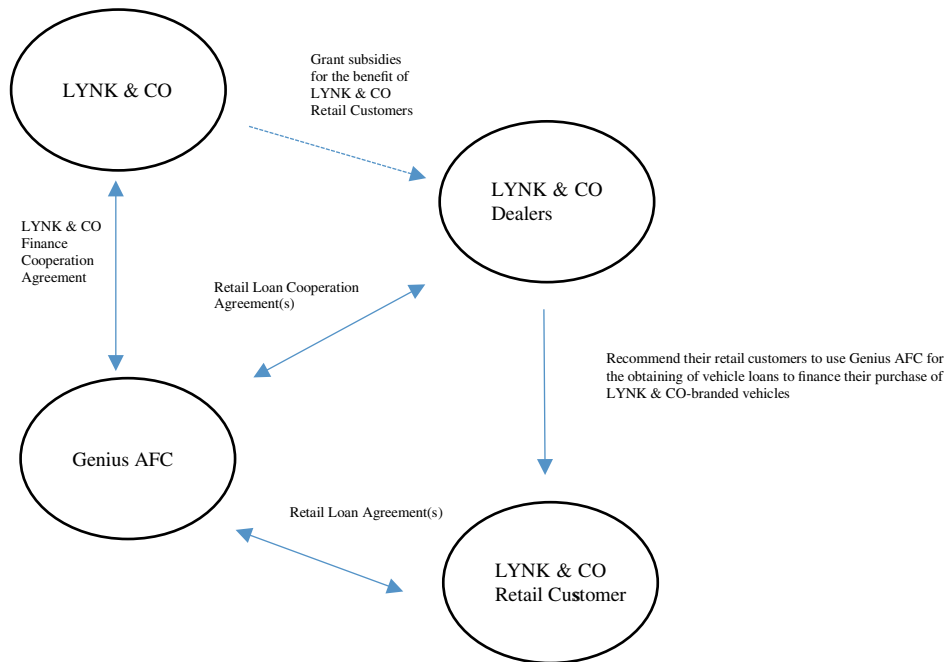 LYNK & CO
Grant subsidies
for the benefit of
LYNK & CO
Retail Customers
LYNK & CO
Dealers
LYNK & CO
Finance
Cooperation
Agreement
Retail Loan Cooperation
Agreement(s)
Recommend their retail customers to use Genius AFC for
the obtaining of vehicle loans to finance their purchase of
LYNK & CO-branded vehicles
Genius AFC
Retail Loan Agreement(s)
LYNK & CO
Retail Customer